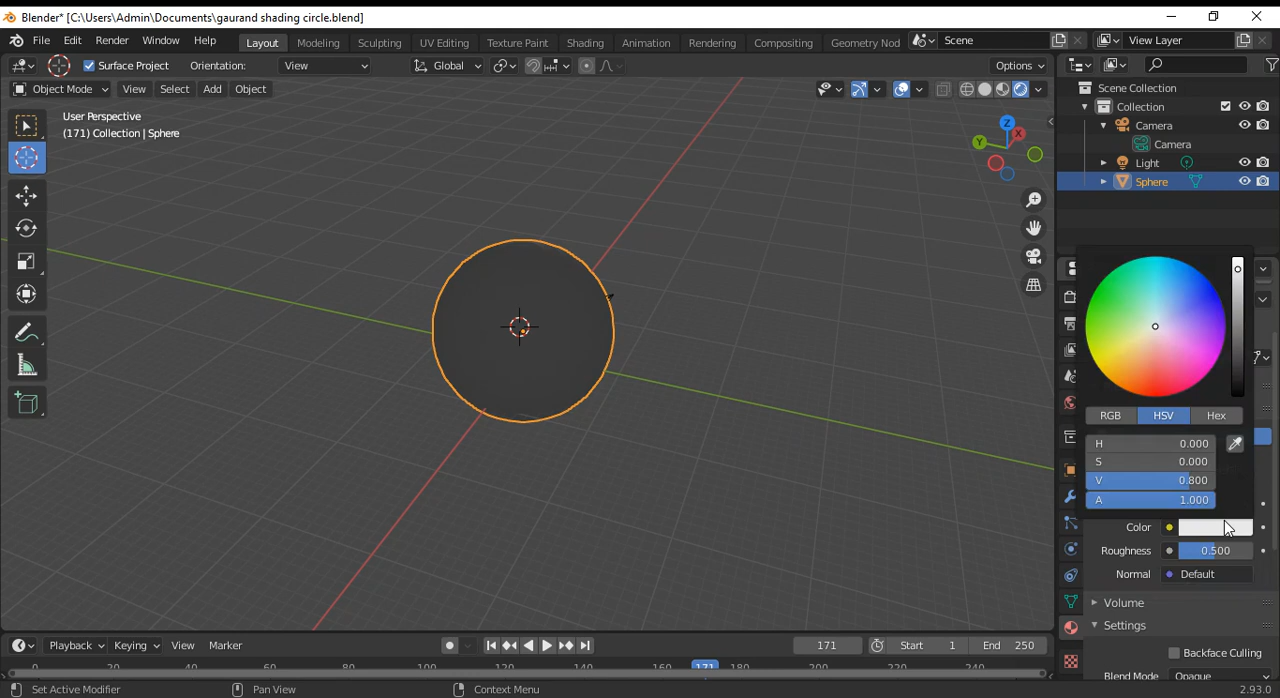 Blender* [C:\Users\Admin\Documents\gaurand shading circle.blend]
File Edit Render Window Help Layout Modeling Sculpting UV Editing Texture Paint Shading Animation Rendering Compositing Geometry Nod Scene View Layer
Surface Project Orientation: View Global Options
Object Mode View Select Add Object
User Perspective
(171) Collection | Sphere
Z
X
Y
Scene Collection
Collection
Camera
Camera
Light
Sphere
RGB HSV Hex
H 0.000
S 0.000
V 0.800
A 1.000
Color
Roughness 0.500
Normal Default
Volume
Settings
Backface Culling
Blend Mode Opaque
Playback Keying View Marker 171 Start 1 End 250
0 20 40 60 80 100 120 140 160 171 180 200 220 240
Set Active Modifier Pan View Context Menu 2.93.0